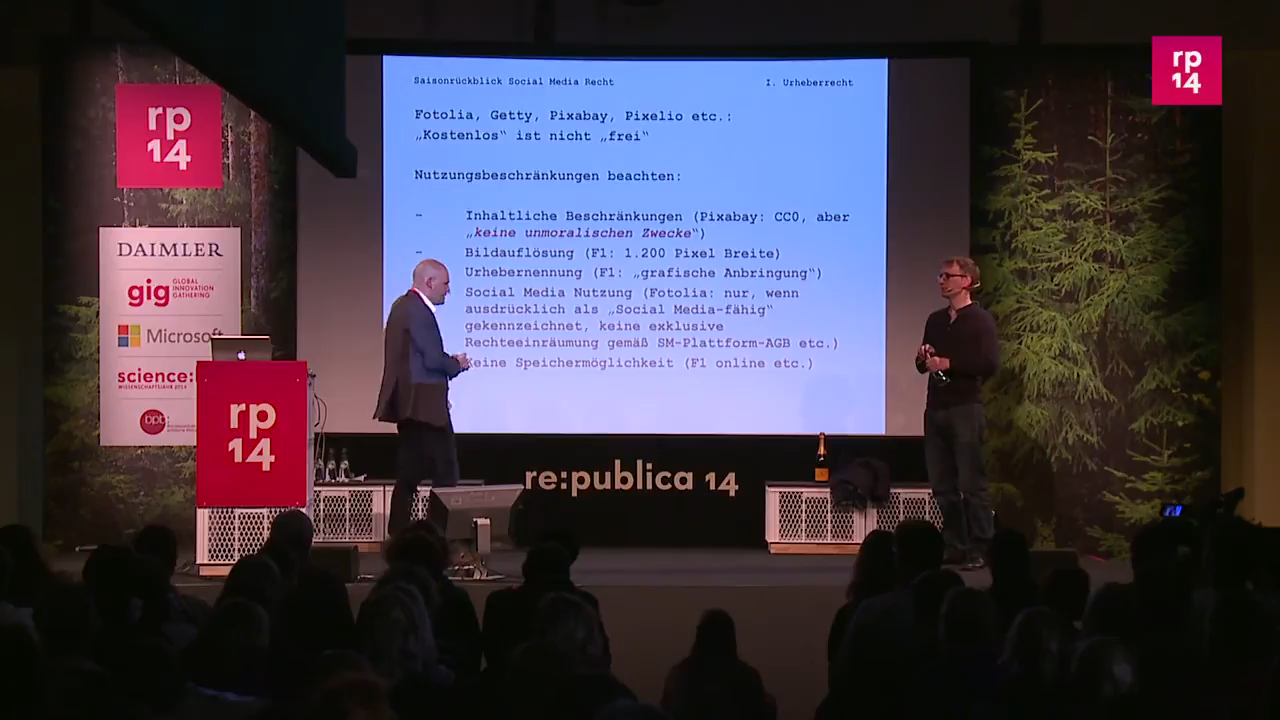 rp
14
rp
14
DAIMLER
gig GLOBAL
INNOVATION
GATHERING
Microsoft
science:
WISSENSCHAFTSJAHR 2014
bpb:
rp
14
Saisonrückblick Social Media Recht
I. Urheberrecht
Fotolia, Getty, Pixabay, Pixelio etc.:
„Kostenlos“ ist nicht „frei“
Nutzungsbeschränkungen beachten:
- Inhaltliche Beschränkungen (Pixabay: CC0, aber
„keine unmoralischen Zwecke“)
- Bildauflösung (F1: 1.200 Pixel Breite)
Urhebernennung (F1: „grafische Anbringung“)
Social Media Nutzung (Fotolia: nur, wenn
ausdrücklich als „Social Media-fähig“
gekennzeichnet, keine exklusive
Rechteeinräumung gemäß SM-Plattform-AGB etc.)
keine Speichermöglichkeit (F1 online etc.)
re:publica 14